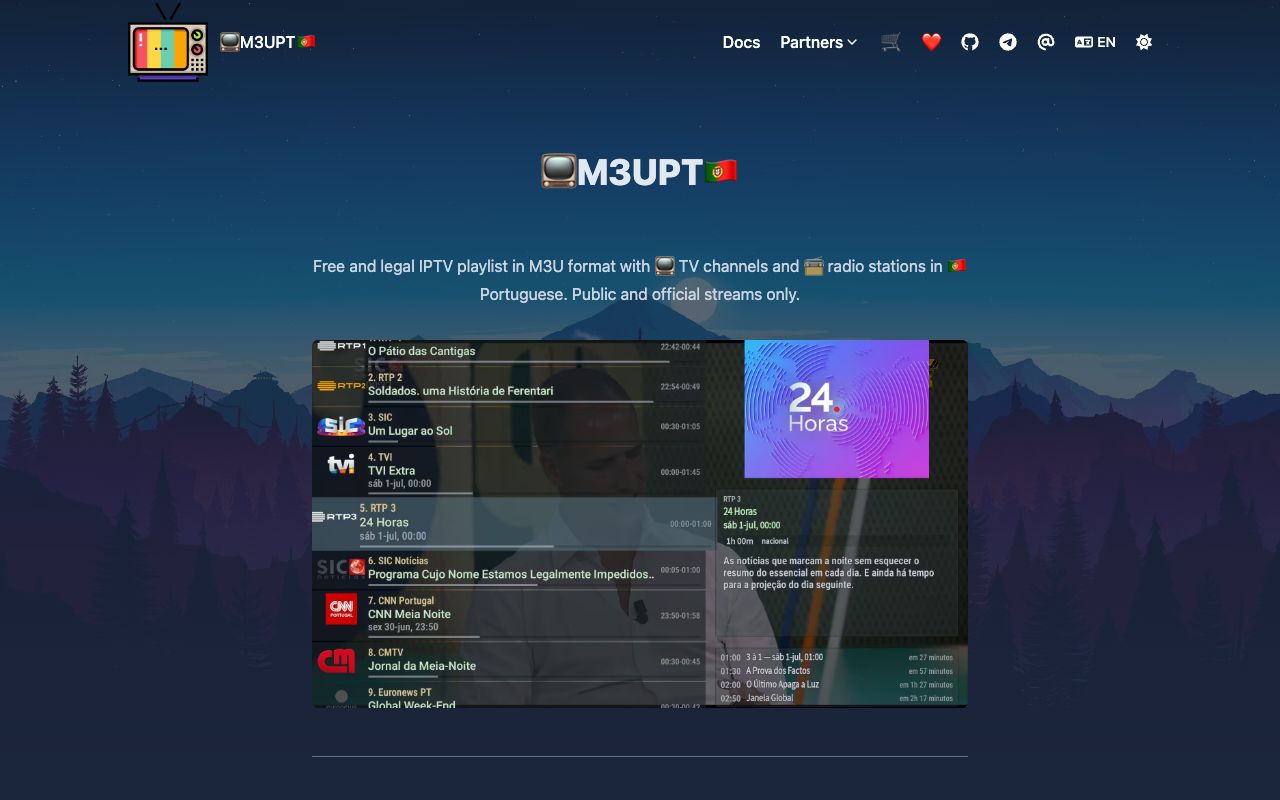 📺M3UPT🇵🇹
Docs Partners EN
📺M3UPT🇵🇹
Free and legal IPTV playlist in M3U format with 📺 TV channels and 📻 radio stations in 🇵🇹
Portuguese. Public and official streams only.
RTP1
O Pátio das Cantigas 22:42-00:44
RTP2
2. RTP 2
Soldados. uma História de Ferentari 22:54-00:49
SIC
3. SIC
Um Lugar ao Sol 00:30-01:05
tvi
4. TVI
TVI Extra 00:00-01:45
sáb 1-jul, 00:00
RTP3
5. RTP 3
24 Horas 00:00-01:00
sáb 1-jul, 00:00
SIC NOTÍCIAS
6. SIC Notícias
Programa Cujo Nome Estamos Legalmente Impedidos.. 00:05-01:00
CNN PORTUGAL
7. CNN Portugal
CNN Meia Noite 23:50-01:58
sex 30-jun, 23:50
CM
8. CMTV
Jornal da Meia-Noite 00:30-00:45
9. Euronews PT
Global Week-End 00:30-00:42
24.
Horas
RTP 3
24 Horas
sáb 1-jul, 00:00
1h 00m nacional
As notícias que marcam a noite sem esquecer o
resumo do essencial em cada dia. E ainda há tempo
para a projeção do dia seguinte.
01:00 3 à 1 — sáb 1-jul, 01:00 em 27 minutos
01:30 A Prova dos Factos em 57 minutos
02:00 O Último Apaga a Luz em 1h 27 minutos
02:50 Janela Global em 2h 17 minutos